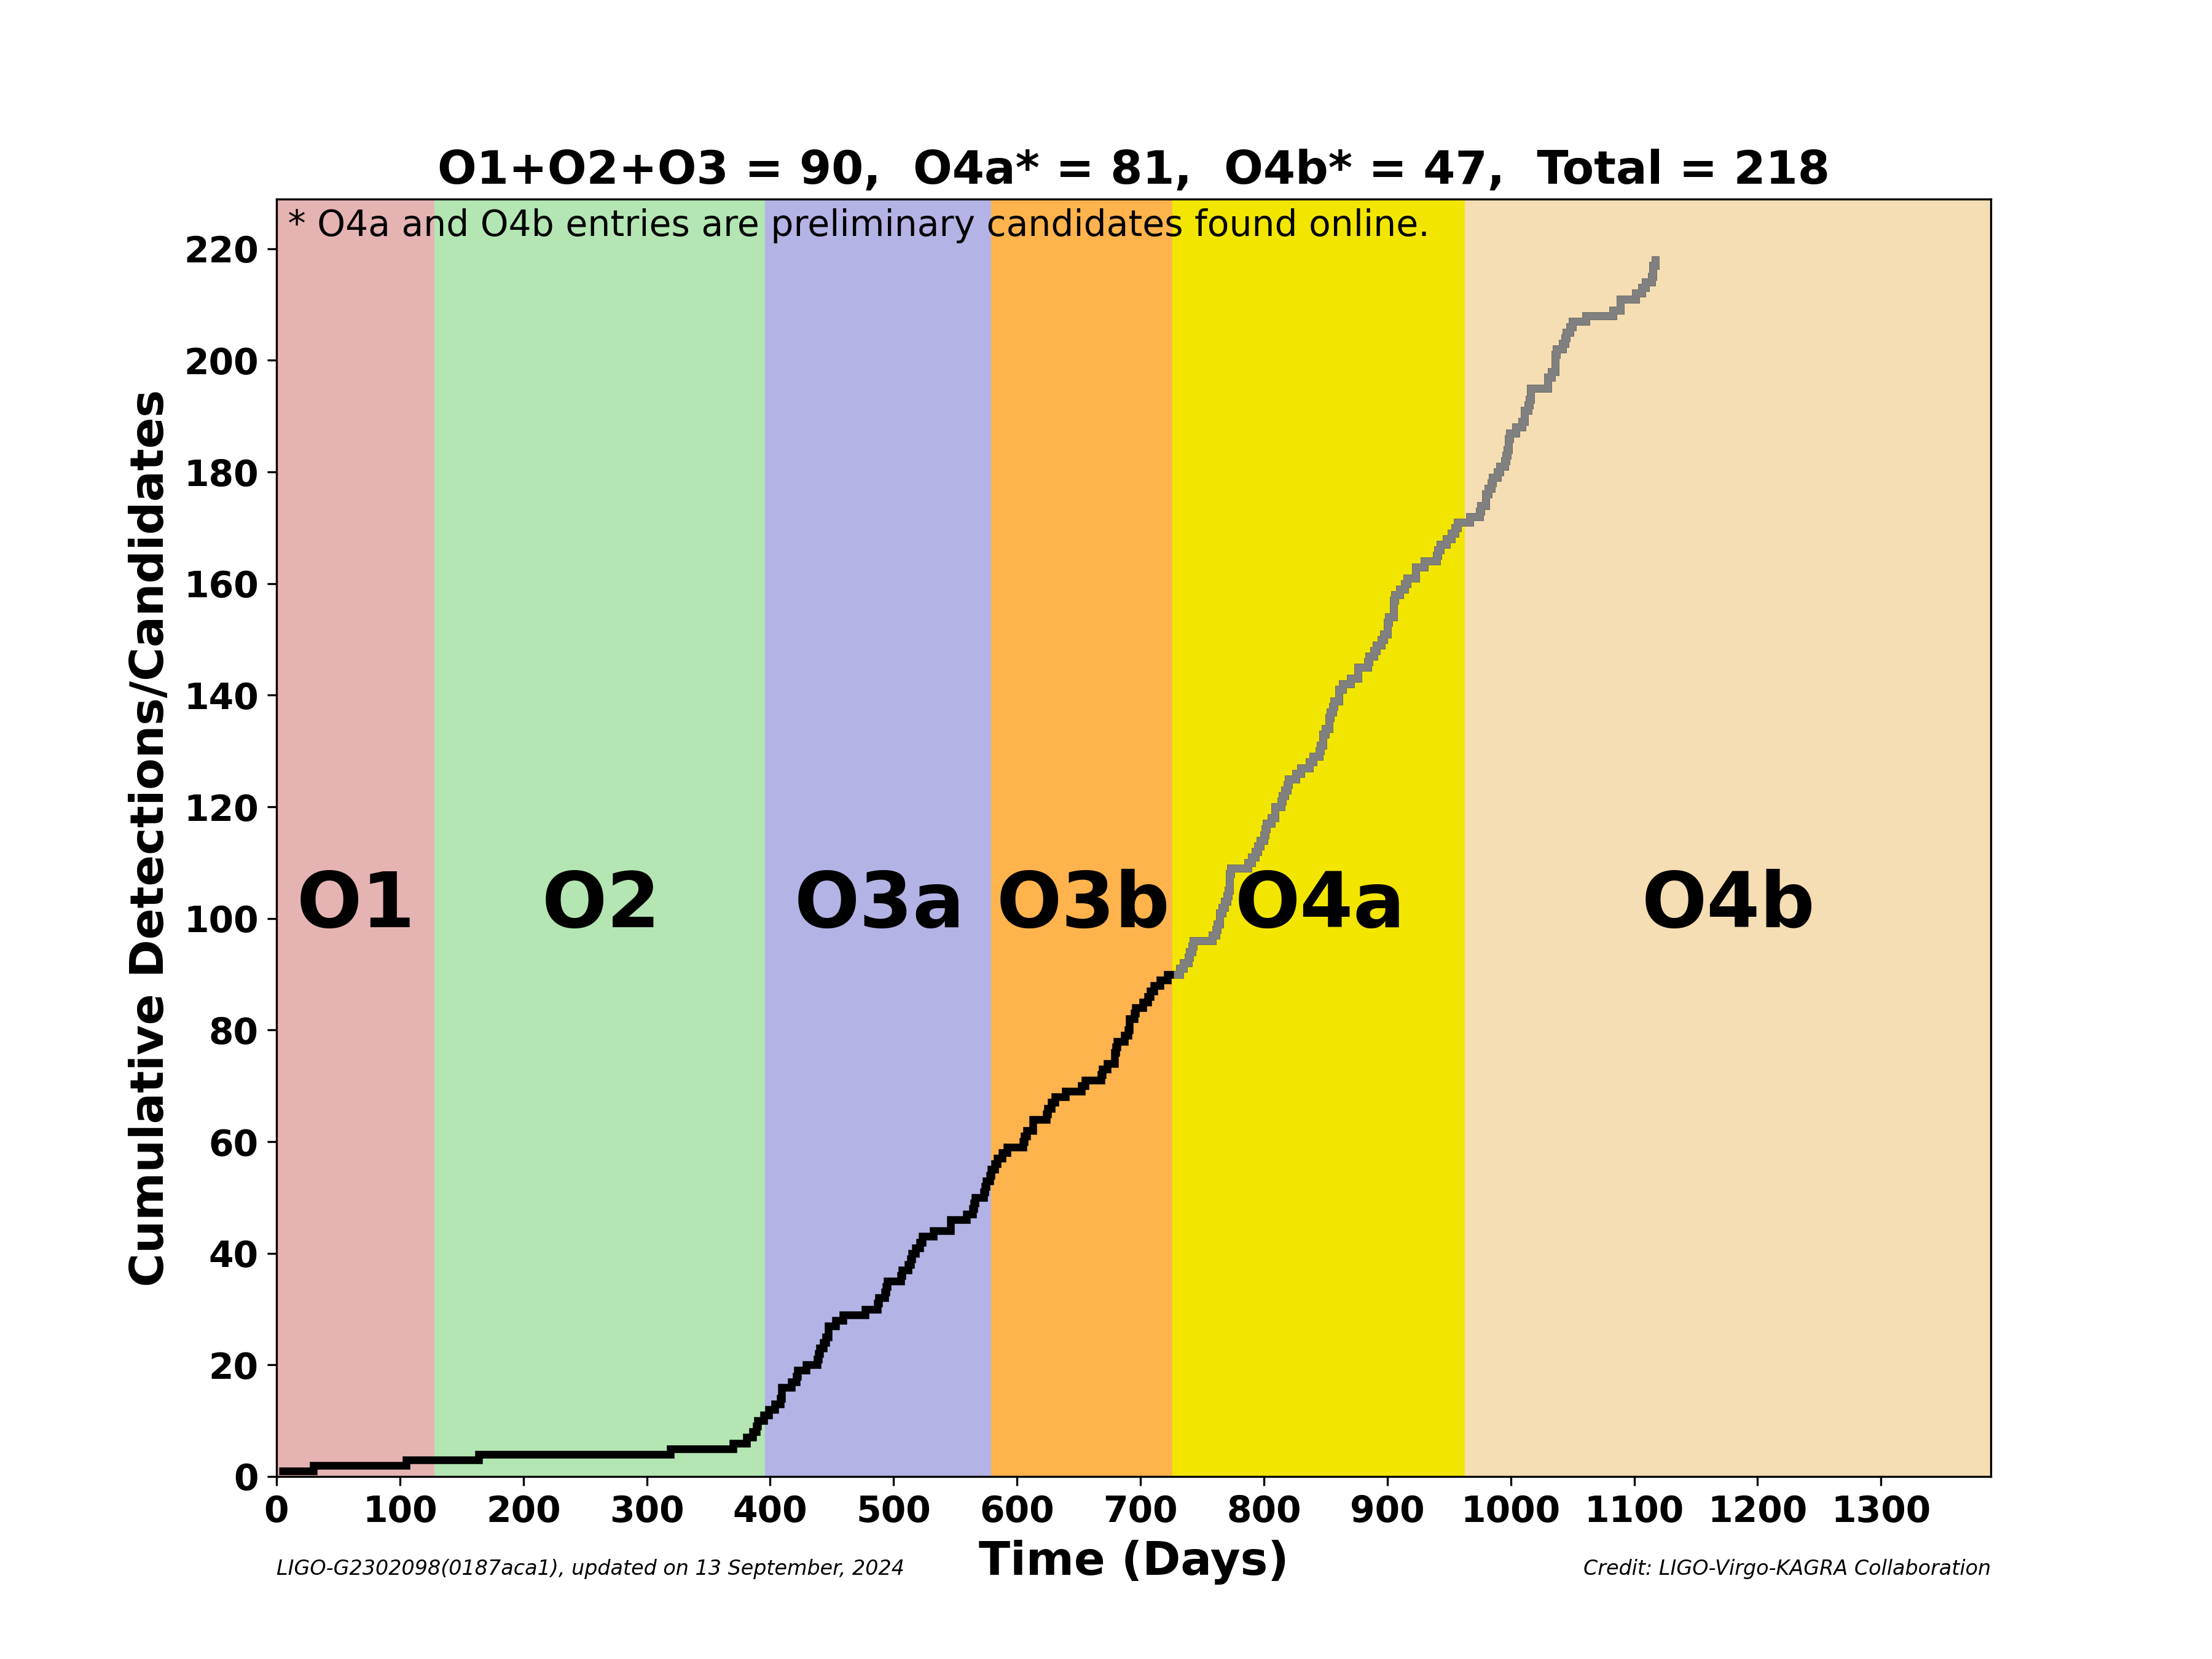 O1+O2+O3 = 90, O4a* = 81, O4b* = 47, Total = 218
* O4a and O4b entries are preliminary candidates found online.
Cumulative Detections/Candidates
220
200
180
160
140
120
100
80
60
40
20
0
O1 O2 O3a O3b O4a O4b
0 100 200 300 400 500 600 700 800 900 1000 1100 1200 1300
Time (Days)
LIGO-G2302098(0187aca1), updated on 13 September, 2024
Credit: LIGO-Virgo-KAGRA Collaboration